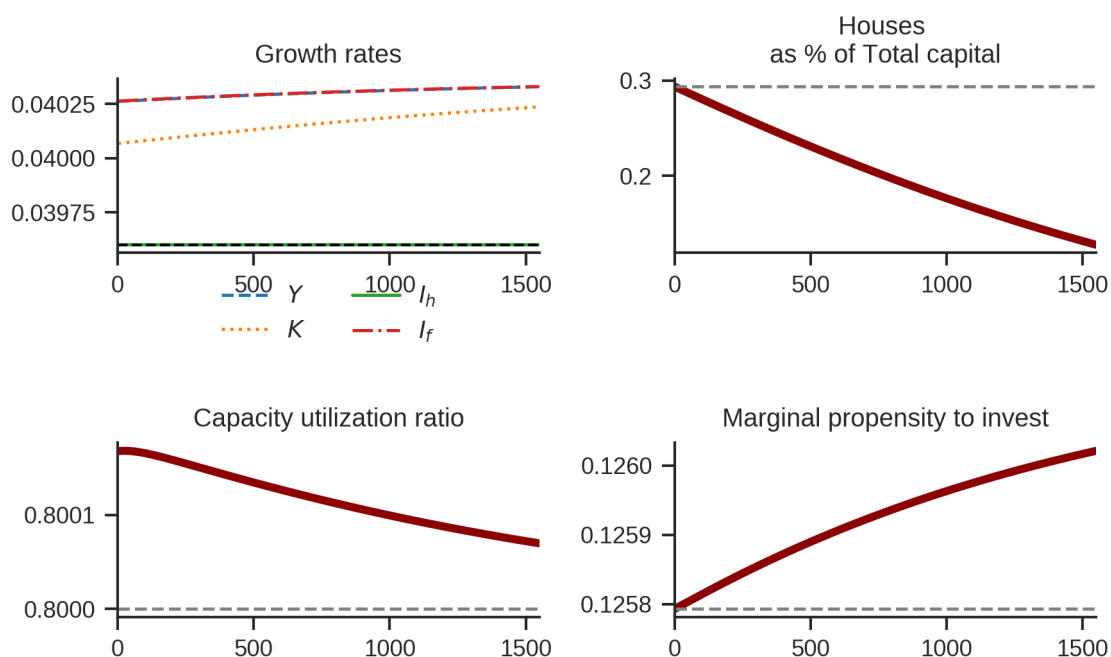 Growth rates
0.04025
0.04000
0.03975
0 500 1000 1500
Y I_h
K I_f
Houses
as % of Total capital
0.3
0.2
0 500 1000 1500
Capacity utilization ratio
0.8001
0.8000
0 500 1000 1500
Marginal propensity to invest
0.1260
0.1259
0.1258
0 500 1000 1500